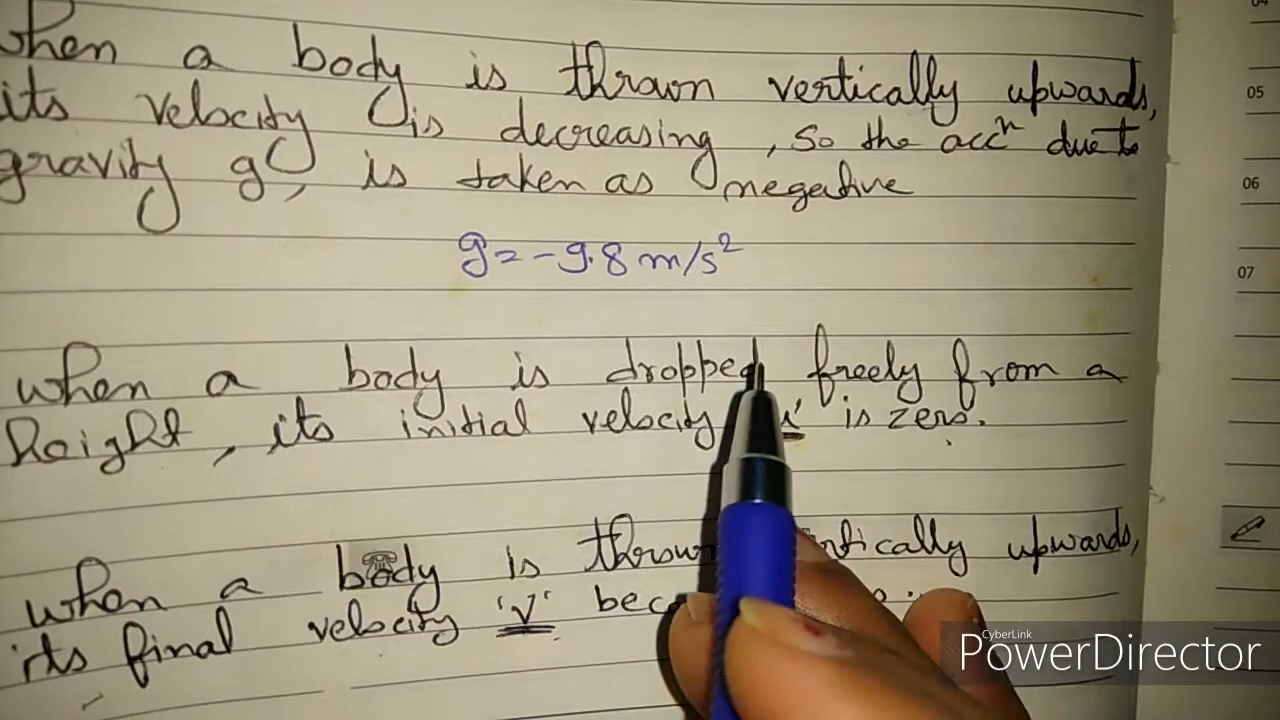 when a body is thrown vertically upwards,
its velocity is decreasing, so the accⁿ due to
gravity g, is taken as negative
g = -9.8 m/s²
when a body is dropped freely from a
height, its initial velocity is zero.
when a body is thrown vertically upwards,
its final velocity 'v'
04
05
06
07
CyberLink
PowerDirector